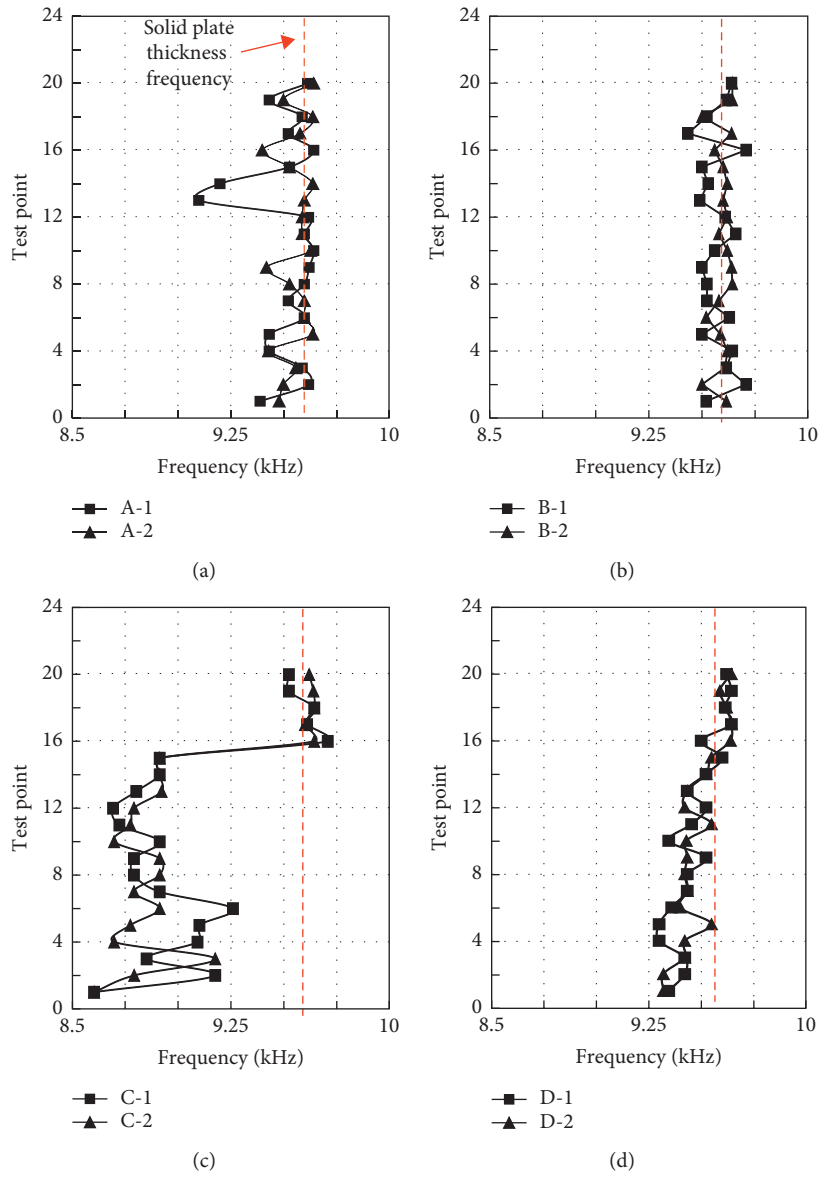 24
20
16
12
8
4
0
Test point
Solid plate
thickness
frequency
8.5
9.25
10
Frequency (kHz)
A-1
A-2
(a)
24
20
16
12
8
4
0
Test point
8.5
9.25
10
Frequency (kHz)
B-1
B-2
(b)
24
20
16
12
8
4
0
Test point
8.5
9.25
10
Frequency (kHz)
C-1
C-2
(c)
24
20
16
12
8
4
0
Test point
8.5
9.25
10
Frequency (kHz)
D-1
D-2
(d)